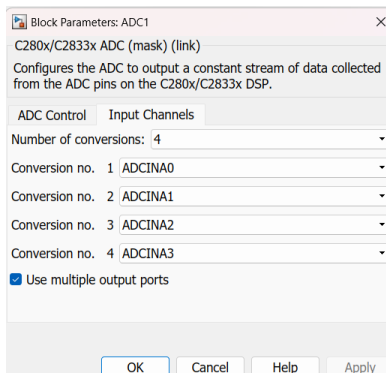 Block Parameters: ADC1
C280x/C2833x ADC (mask) (link)
Configures the ADC to output a constant stream of data collected
from the ADC pins on the C280x/C2833x DSP.
ADC Control Input Channels
Number of conversions: 4
Conversion no. 1 ADCINA0
Conversion no. 2 ADCINA1
Conversion no. 3 ADCINA2
Conversion no. 4 ADCINA3
Use multiple output ports
OK Cancel Help Apply